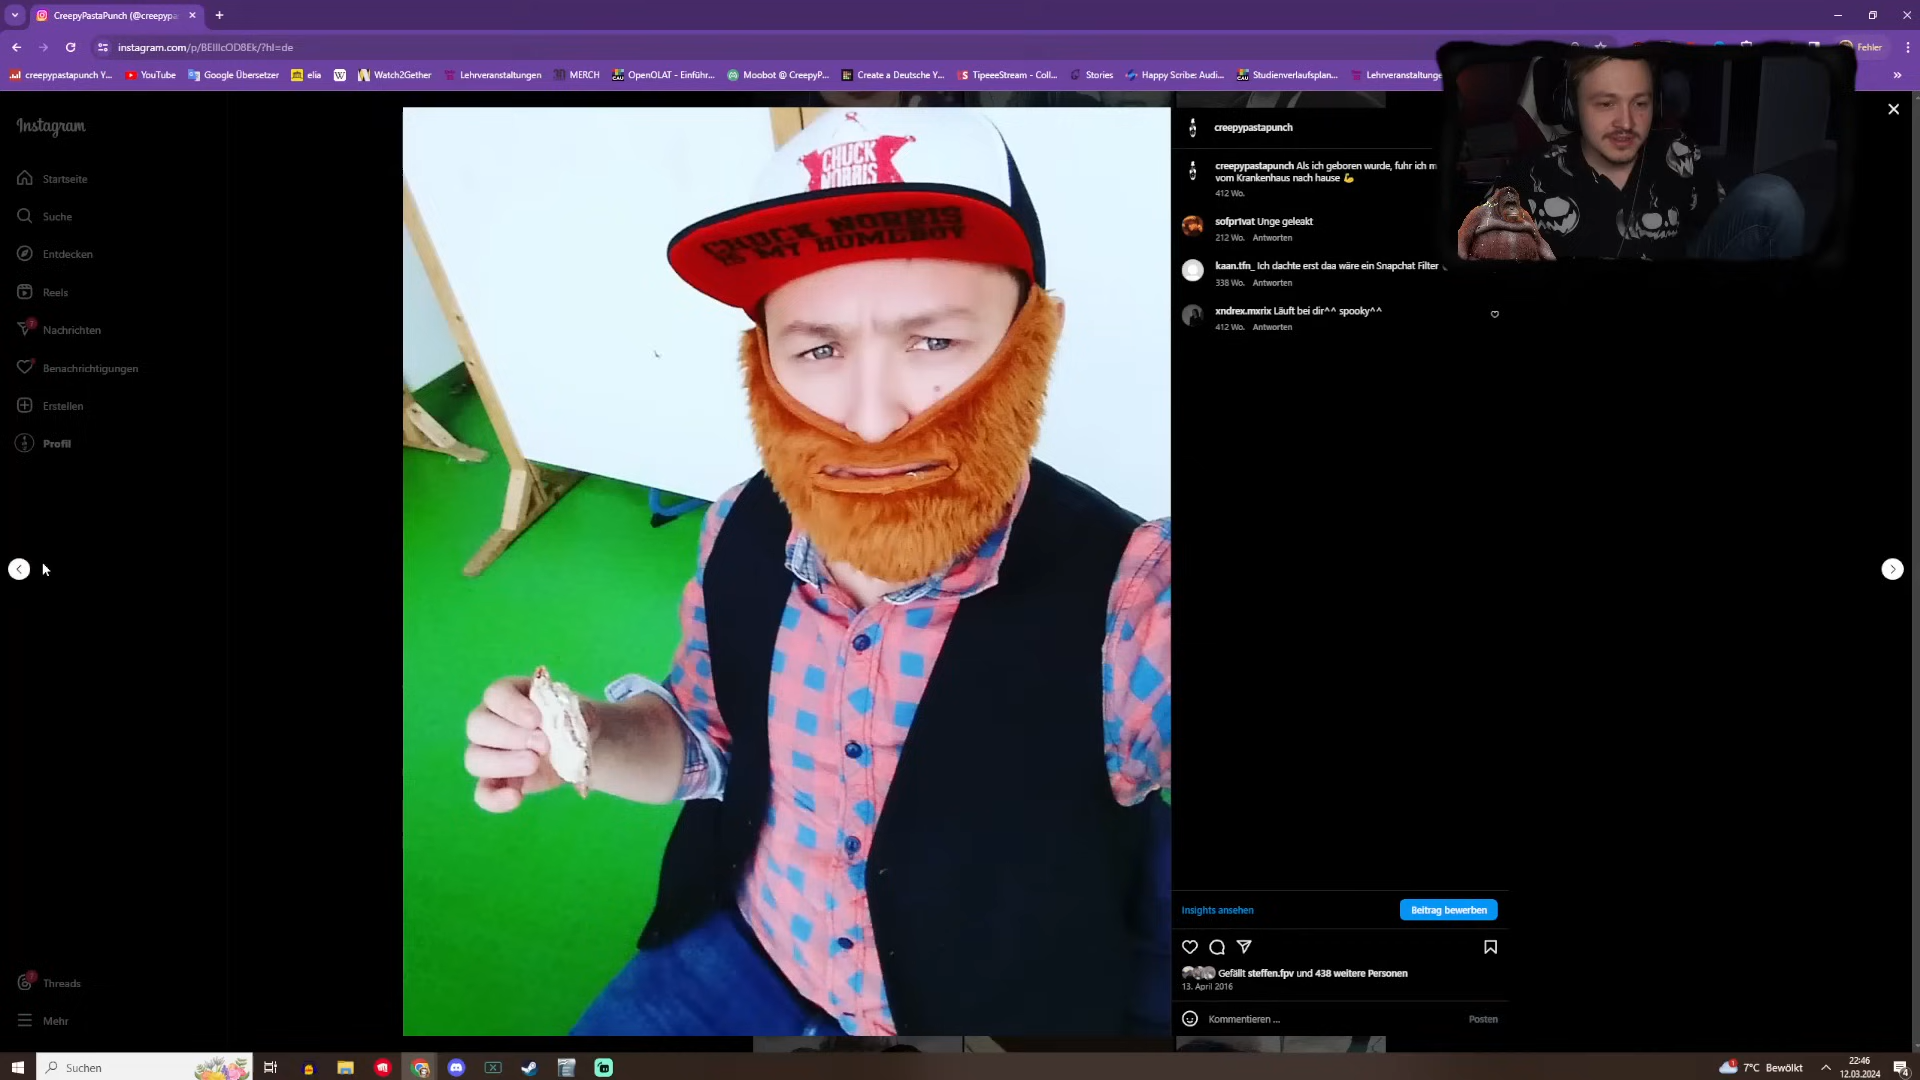 CreepyPastaPunch (@creepypa
instagram.com/p/BEIllcOD8Ek/?hl=de
Fehler
creepypastapunch Y...
YouTube
Google Übersetzer
elia
Watch2Gether
Lehrveranstaltungen
MERCH
OpenOLAT - Einführ...
Moobot @ CreepyP...
Create a Deutsche Y...
TipeeeStream - Coll...
Stories
Happy Scribe: Audi...
Studienverlaufsplan...
Lehrveranstaltunge
Instagram
Startseite
Suche
Entdecken
Reels
7
Nachrichten
Benachrichtigungen
Erstellen
Profil
7
Threads
Mehr
CHUCK
NORRIS
CHUCK NORRIS
IS MY HOMEBOY
creepypastapunch
creepypastapunch Als ich geboren wurde, fuhr ich m
vom Krankenhaus nach hause 💪
412 Wo.
sofpr1vat Unge geleakt
212 Wo. Antworten
kaan.tfn_ Ich dachte erst daa wäre ein Snapchat Filter
338 Wo. Antworten
xndrex.mxrix Läuft bei dir^^ spooky^^
412 Wo. Antworten
Insights ansehen
Beitrag bewerben
Gefällt steffen.fpv und 438 weitere Personen
13. April 2016
Kommentieren ...
Posten
Suchen
7°C Bewölkt
22:46
12.03.2024
4